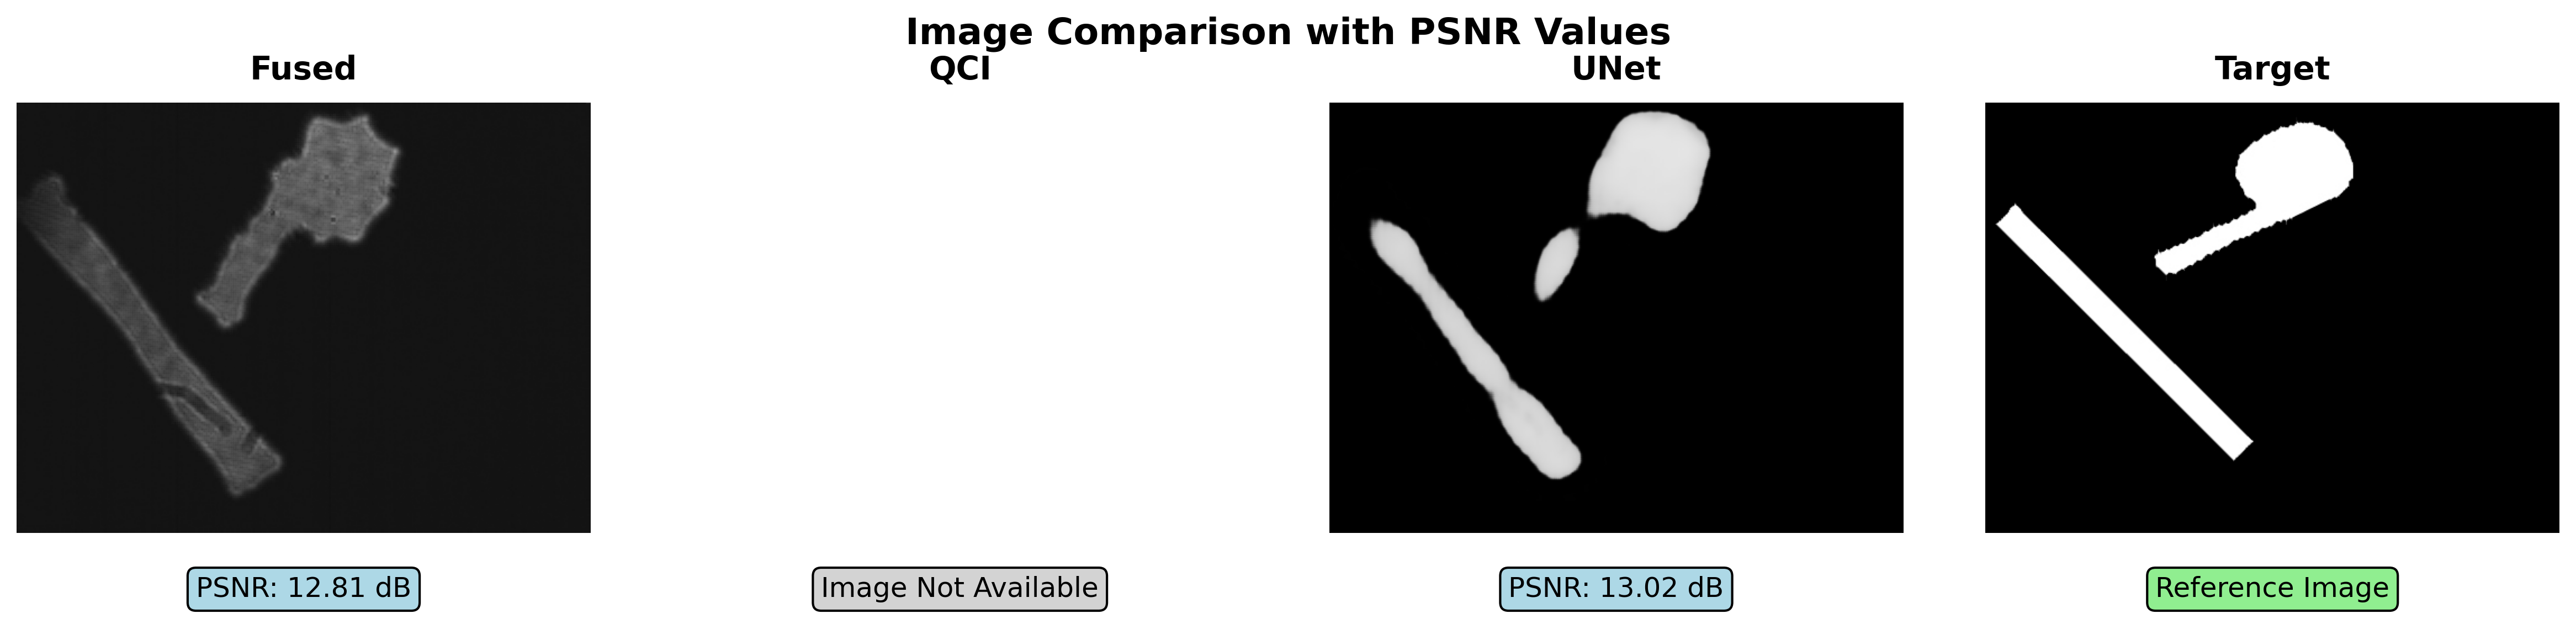 Image Comparison with PSNR Values
Fused
QCI
UNet
Target
PSNR: 12.81 dB
Image Not Available
PSNR: 13.02 dB
Reference Image